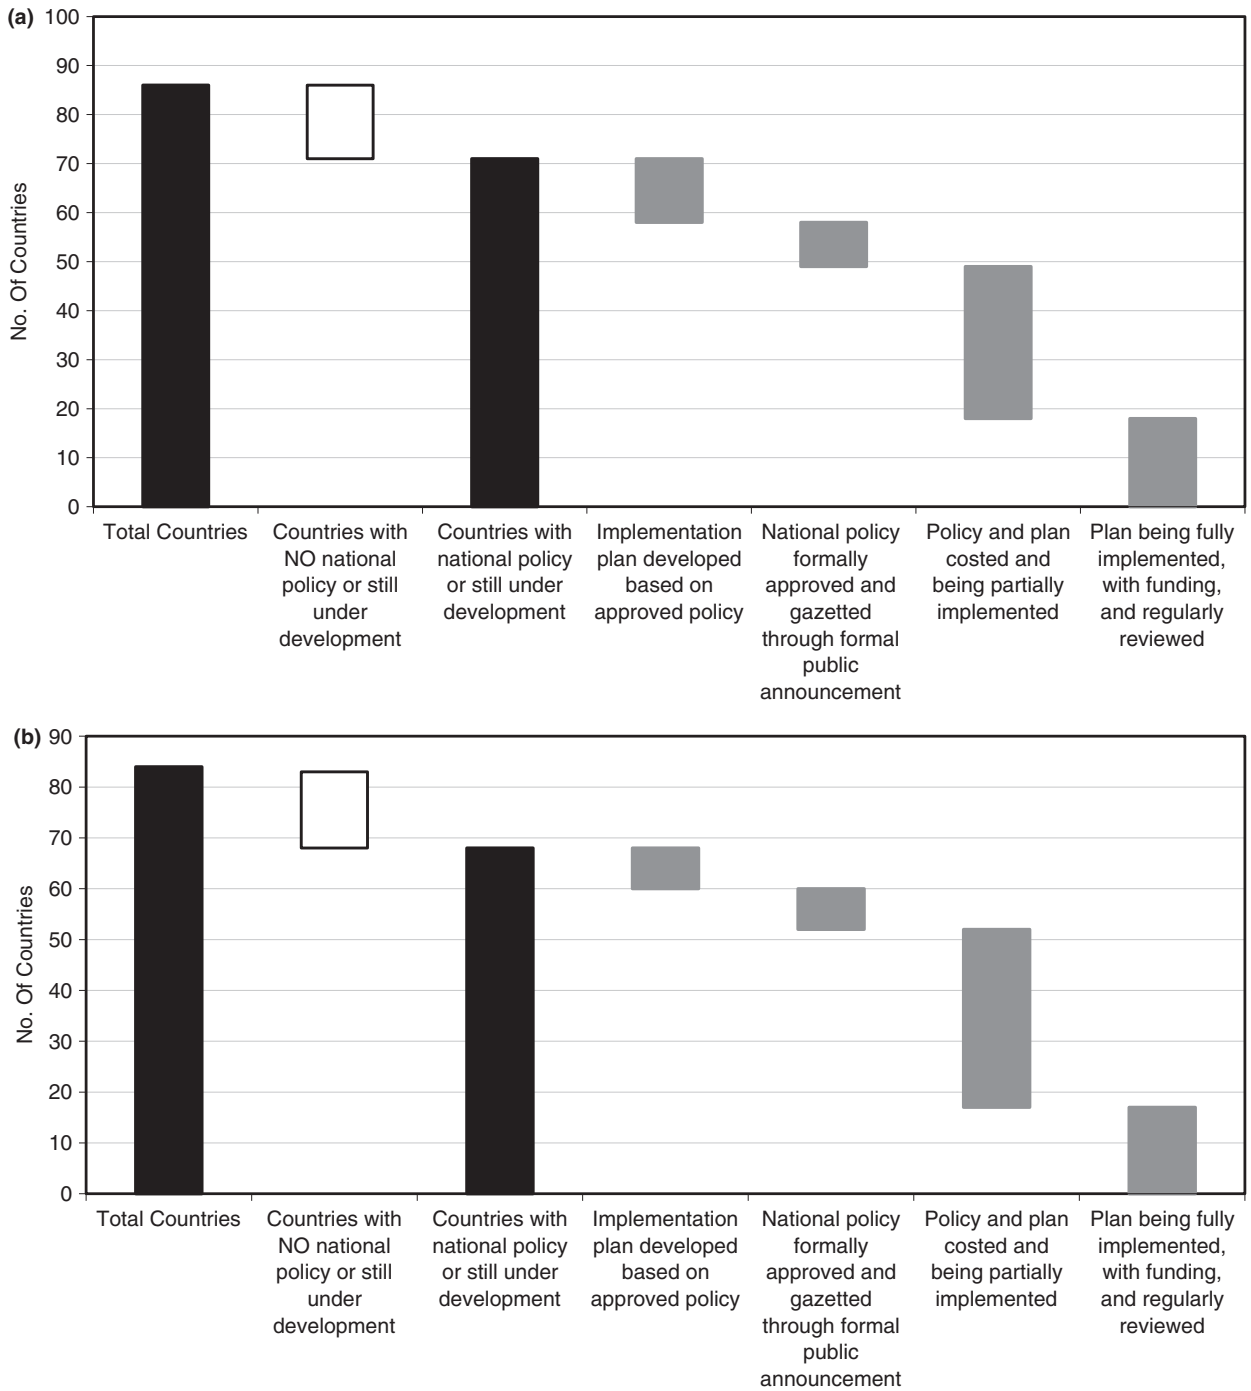 (a)
100
90
80
70
60
50
40
30
20
10
0
No. Of Countries
Total Countries
Countries with
NO national
policy or still
under
development
Countries with
national policy
or still under
development
Implementation
plan developed
based on
approved policy
National policy
formally
approved and
gazetted
through formal
public
announcement
Policy and plan
costed and
being partially
implemented
Plan being fully
implemented,
with funding,
and regularly
reviewed
(b)
90
80
70
60
50
40
30
20
10
0
No. Of Countries
Total Countries
Countries with
NO national
policy or still
under
development
Countries with
national policy
or still under
development
Implementation
plan developed
based on
approved policy
National policy
formally
approved and
gazetted
through formal
public
announcement
Policy and plan
costed and
being partially
implemented
Plan being fully
implemented,
with funding,
and regularly
reviewed